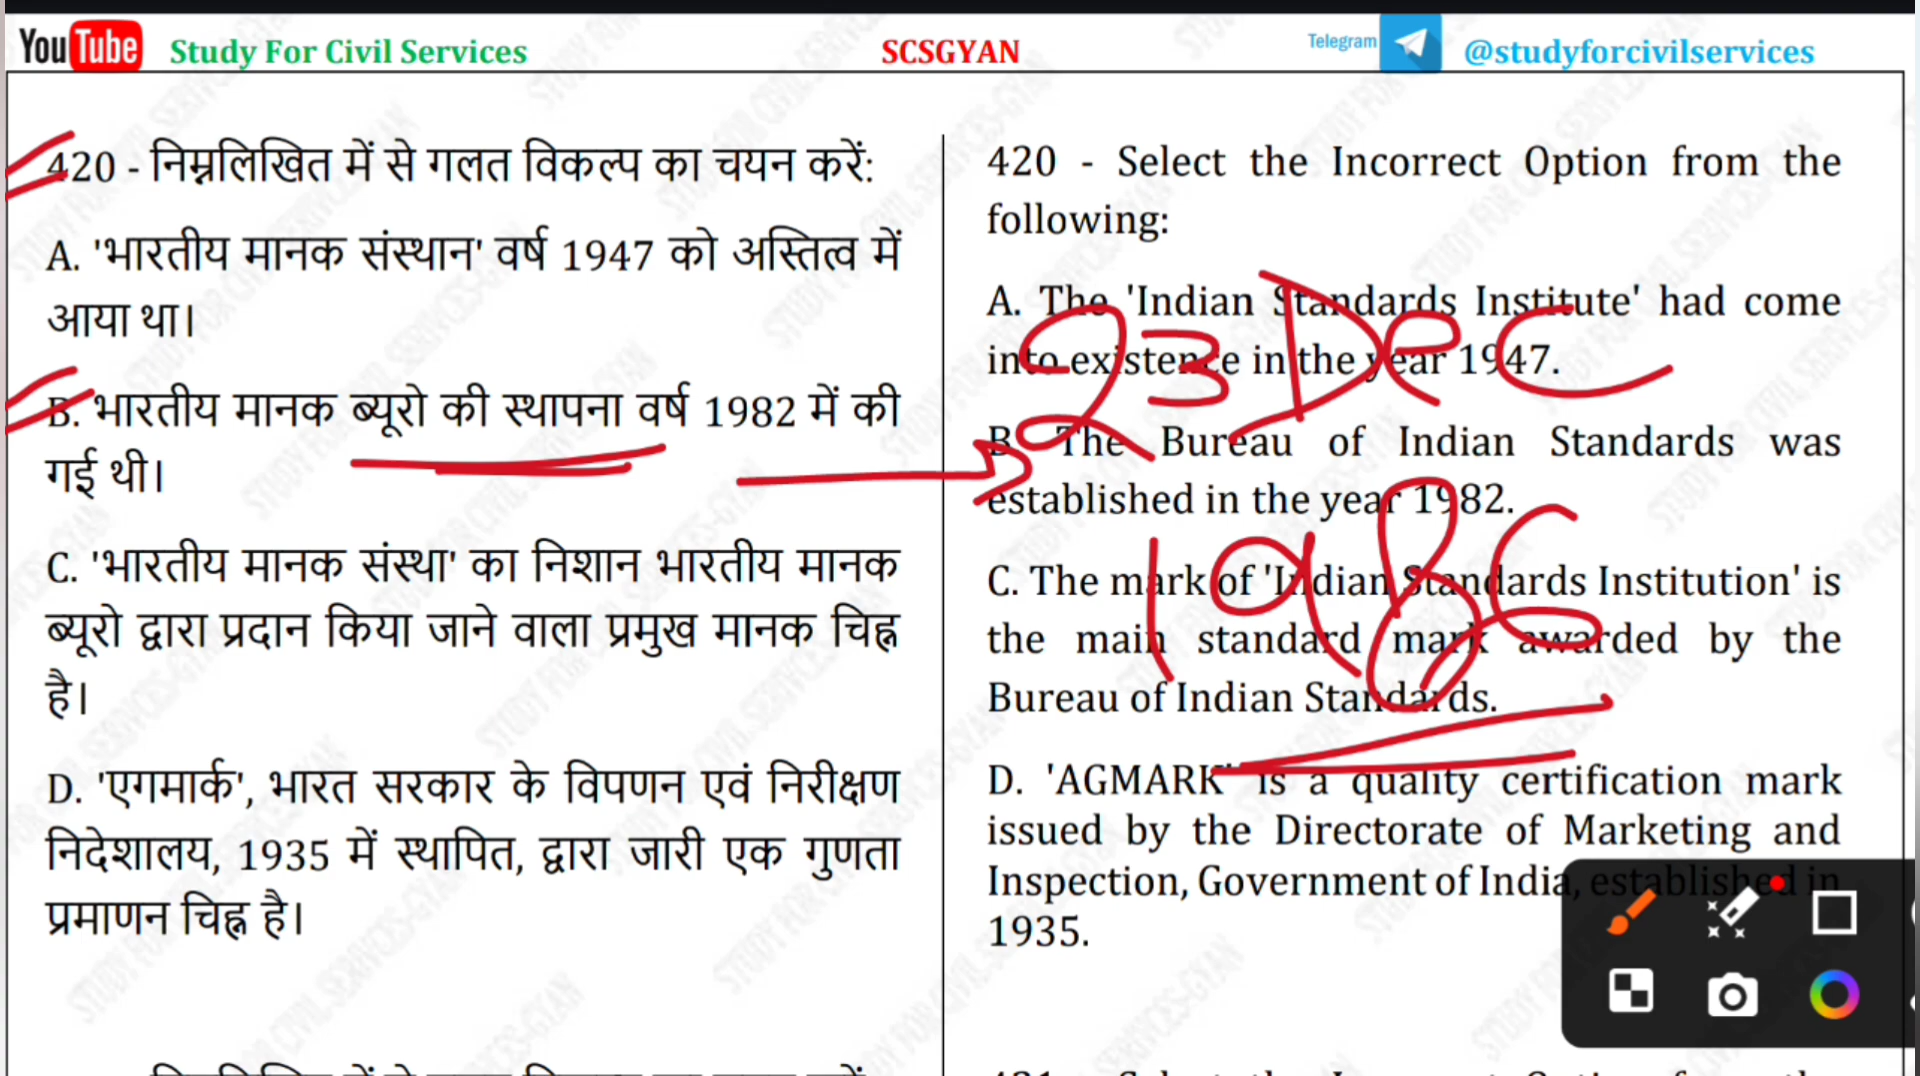 YouTube Study For Civil Services SCSGYAN Telegram @studyforcivilservices
420 - निम्नलिखित में से गलत विकल्प का चयन करें:
A. 'भारतीय मानक संस्थान' वर्ष 1947 को अस्तित्व में
आया था।
B. भारतीय मानक ब्यूरो की स्थापना वर्ष 1982 में की
गई थी।
C. 'भारतीय मानक संस्था' का निशान भारतीय मानक
ब्यूरो द्वारा प्रदान किया जाने वाला प्रमुख मानक चिह्न
है।
D. 'एगमार्क', भारत सरकार के विपणन एवं निरीक्षण
निदेशालय, 1935 में स्थापित, द्वारा जारी एक गुणता
प्रमाणन चिह्न है।
420 - Select the Incorrect Option from the
following:
A. The 'Indian Standards Institute' had come
into existence in the year 1947.
B. The Bureau of Indian Standards was
established in the year 1982.
C. The mark of 'Indian Standards Institution' is
the main standard mark awarded by the
Bureau of Indian Standards.
D. 'AGMARK' is a quality certification mark
issued by the Directorate of Marketing and
Inspection, Government of India, established in
1935.
23 Dec
1986